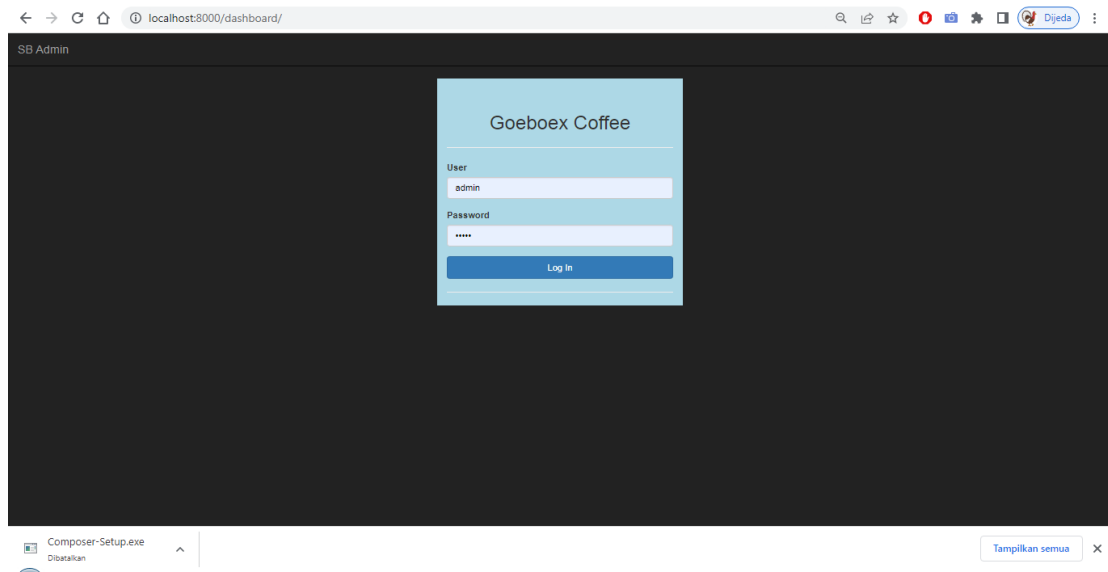 localhost:8000/dashboard/
Dijeda
SB Admin
Goeboex Coffee
User
admin
Password
•••••
Log In
Composer-Setup.exe
Dibatalkan
Tampilkan semua